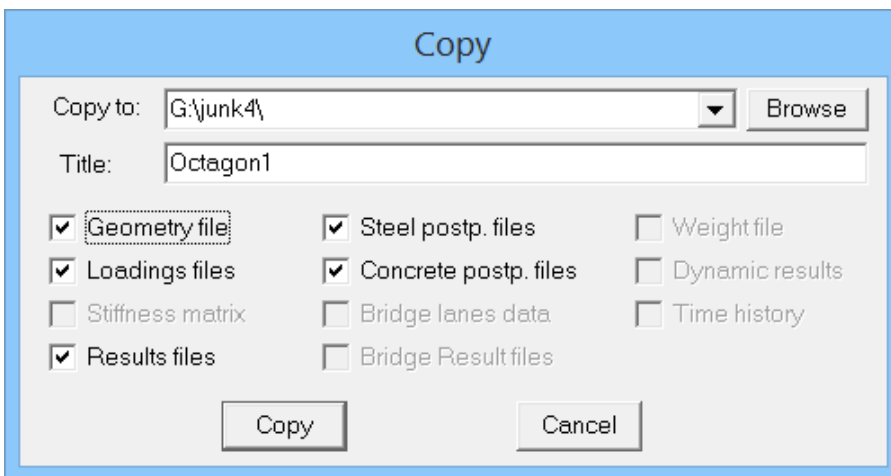 Copy
Copy to: G:\junk4\ Browse
Title: Octagon1
Geometry file Steel postp. files Weight file
Loadings files Concrete postp. files Dynamic results
Stiffness matrix Bridge lanes data Time history
Results files Bridge Result files
Copy Cancel